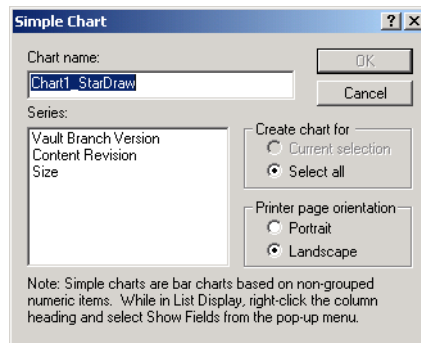 Simple Chart
Chart name:
OK
Chart1_StarDraw
Cancel
Series:
Vault Branch Version
Content Revision
Size
Create chart for
Current selection
Select all
Printer page orientation
Portrait
Landscape
Note: Simple charts are bar charts based on non-grouped
numeric items. While in List Display, right-click the column
heading and select Show Fields from the pop-up menu.